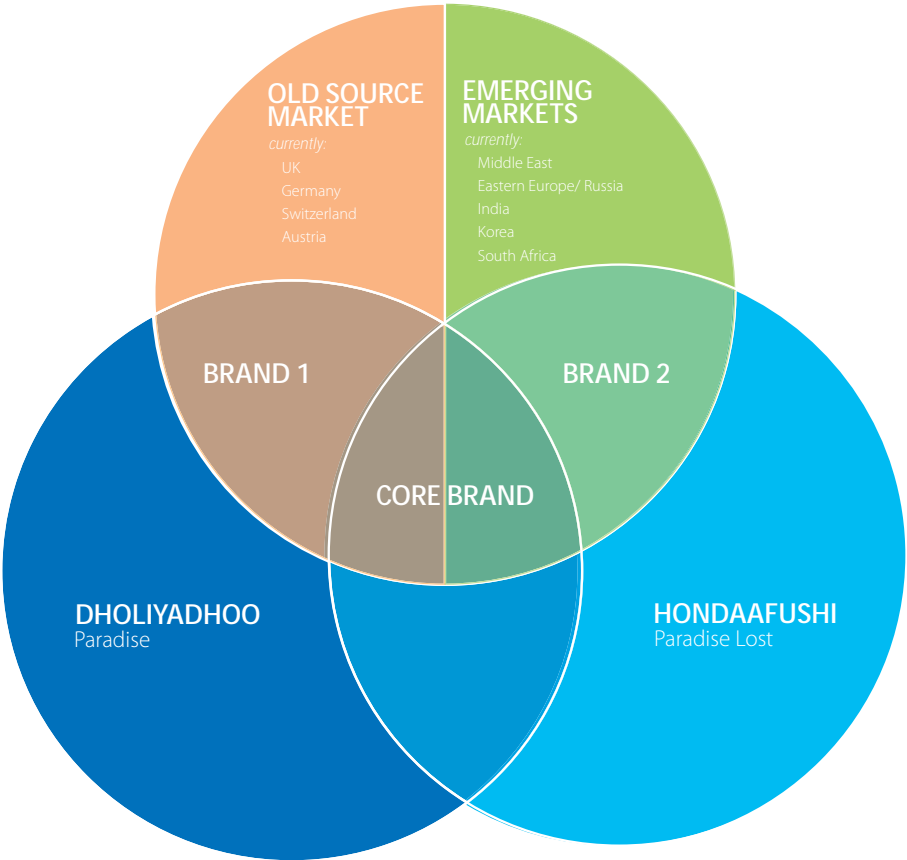 OLD SOURCE
MARKET
currently:
UK
Germany
Switzerland
Austria
EMERGING
MARKETS
currently:
Middle East
Eastern Europe/ Russia
India
Korea
South Africa
BRAND 1
BRAND 2
CORE BRAND
DHOLIYADHOO
Paradise
HONDAAFUSHI
Paradise Lost